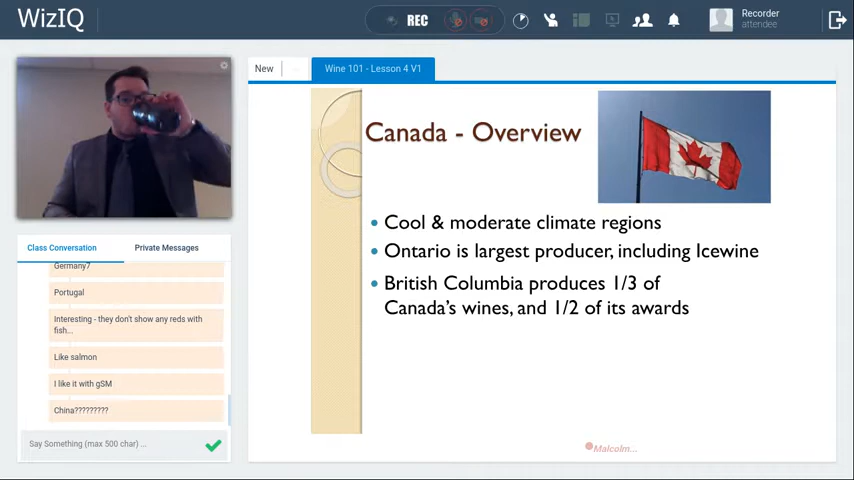 WizIQ
REC
Recorder
attendee
New
Wine 101 - Lesson 4 V1
Canada - Overview
• Cool & moderate climate regions
• Ontario is largest producer, including Icewine
• British Columbia produces 1/3 of
Canada's wines, and 1/2 of its awards
Malcolm...
Class Conversation
Private Messages
Germany7
Portugal
Interesting - they don't show any reds with
fish...
Like salmon
I like it with gSM
China?????????
Say Something (max 500 char) ...